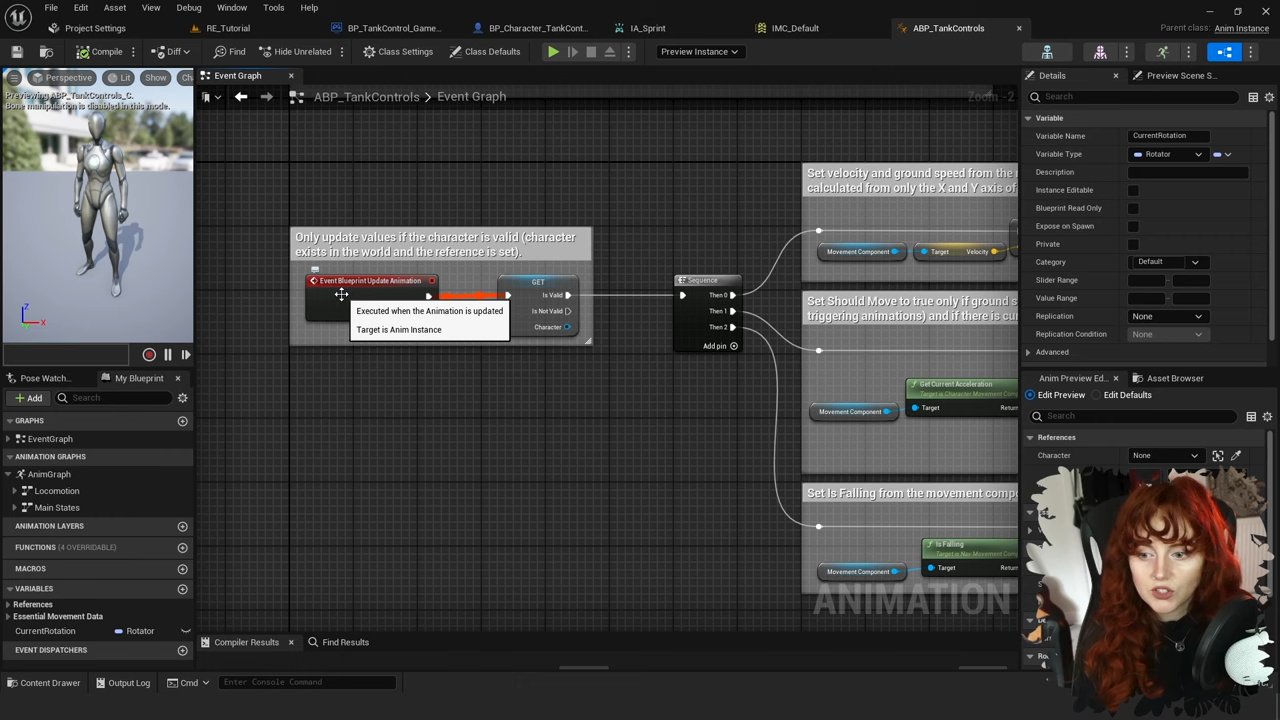 File Edit Asset View Debug Window Tools Help
Project Settings RE_Tutorial BP_TankControl_Game... BP_Character_TankCont... IA_Sprint IMC_Default ABP_TankControls
Parent class: Anim Instance
Compile Diff Find Hide Unrelated Class Settings Class Defaults Preview Instance
Perspective Lit Show
Previewing ABP_TankControls_C.
Bone manipulation is disabled in this mode.
Event Graph
ABP_TankControls > Event Graph
Zoom -2
Only update values if the character is valid (character
exists in the world and the reference is set).
Event Blueprint Update Animation
GET
Is Valid
Is Not Valid
Character
Executed when the Animation is updated
Target is Anim Instance
Sequence
Then 0
Then 1
Then 2
Add pin
Set velocity and ground speed from the
calculated from only the X and Y axis of
Movement Component
Target Velocity
Set Should Move to true only if ground s
triggering animations) and if there is cur
Get Current Acceleration
Target is Character Movement Comp
Movement Component
Target Return
Set Is Falling from the movement compo
Is Falling
Target is Nav Movement Comp
Movement Component
Target Return
ANIMATION
Z
X
Pose Watch... My Blueprint
Add Search
GRAPHS
EventGraph
ANIMATION GRAPHS
AnimGraph
Locomotion
Main States
ANIMATION LAYERS
FUNCTIONS (4 OVERRIDABLE)
MACROS
VARIABLES
References
Essential Movement Data
CurrentRotation Rotator
EVENT DISPATCHERS
Compiler Results Find Results
Content Drawer Output Log Cmd Enter Console Command
Details Preview Scene S...
Search
Variable
Variable Name CurrentRotation
Variable Type Rotator
Description
Instance Editable
Blueprint Read Only
Expose on Spawn
Private
Category Default
Slider Range
Value Range
Replication None
Replication Condition None
Advanced
Anim Preview Ed... Asset Browser
Edit Preview Edit Defaults
Search
References
Character None